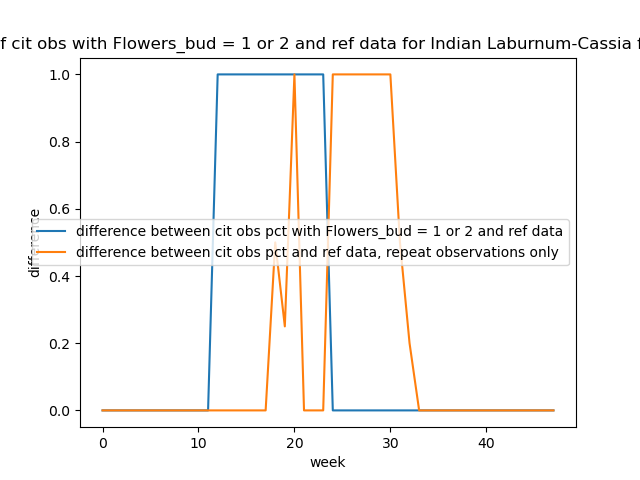 f cit obs with Flowers_bud = 1 or 2 and ref data for Indian Laburnum-Cassia f
1.0
0.8
0.6
0.4
0.2
0.0
difference
difference between cit obs pct with Flowers_bud = 1 or 2 and ref data
difference between cit obs pct and ref data, repeat observations only
0 10 20 30 40
week